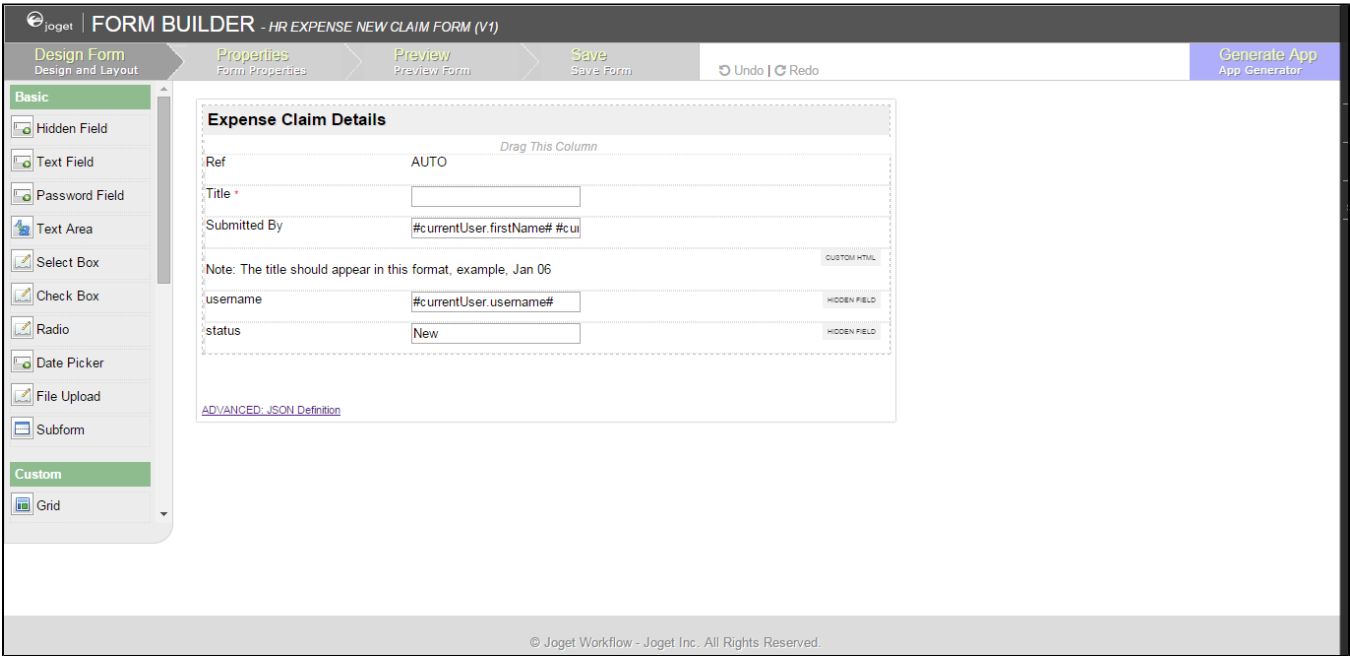 joget | FORM BUILDER - HR EXPENSE NEW CLAIM FORM (V1)
Design Form
Design and Layout
Properties
Form Properties
Preview
Preview Form
Save
Save Form
Undo | Redo
Generate App
App Generator
Basic
Hidden Field
Text Field
Password Field
Text Area
Select Box
Check Box
Radio
Date Picker
File Upload
Subform
Custom
Grid
Expense Claim Details
Drag This Column
Ref AUTO
Title *
Submitted By #currentUser.firstName# #cu
CUSTOM HTML
Note: The title should appear in this format, example, Jan 06
username #currentUser.username# HIDDEN FIELD
status New HIDDEN FIELD
ADVANCED: JSON Definition
© Joget Workflow - Joget Inc. All Rights Reserved.